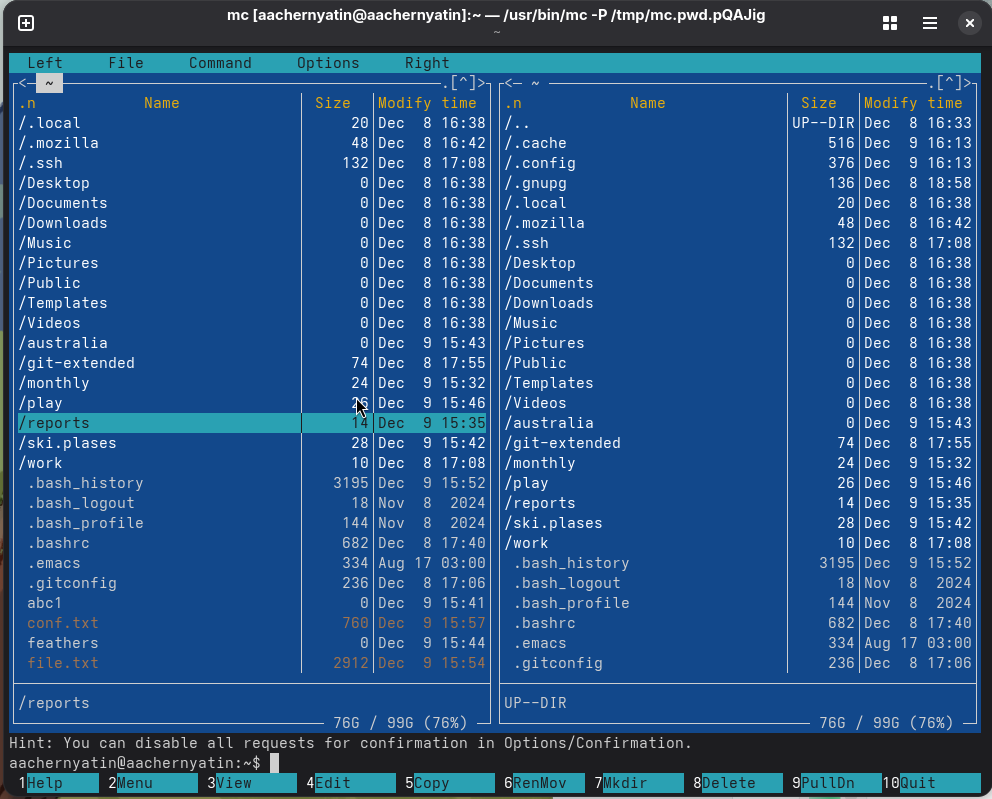 mc [aachernyatin@aachernyatin]:~ — /usr/bin/mc -P /tmp/mc.pwd.pQAJig
~
Left File Command Options Right
<─ ~ .[^]>
.n Name Size Modify time
/.local 20 Dec 8 16:38
/.mozilla 48 Dec 8 16:42
/.ssh 132 Dec 8 17:08
/Desktop 0 Dec 8 16:38
/Documents 0 Dec 8 16:38
/Downloads 0 Dec 8 16:38
/Music 0 Dec 8 16:38
/Pictures 0 Dec 8 16:38
/Public 0 Dec 8 16:38
/Templates 0 Dec 8 16:38
/Videos 0 Dec 8 16:38
/australia 0 Dec 9 15:43
/git-extended 74 Dec 8 17:55
/monthly 24 Dec 9 15:32
/play 26 Dec 9 15:46
/reports 14 Dec 9 15:35
/ski.plases 28 Dec 9 15:42
/work 10 Dec 8 17:08
.bash_history 3195 Dec 9 15:52
.bash_logout 18 Nov 8 2024
.bash_profile 144 Nov 8 2024
.bashrc 682 Dec 8 17:40
.emacs 334 Aug 17 03:00
.gitconfig 236 Dec 8 17:06
abc1 0 Dec 9 15:41
conf.txt 760 Dec 9 15:57
feathers 0 Dec 9 15:44
file.txt 2912 Dec 9 15:54
/reports
76G / 99G (76%)
<─ ~ .[^]>
.n Name Size Modify time
/.. UP--DIR Dec 8 16:33
/.cache 516 Dec 9 16:13
/.config 376 Dec 9 16:13
/.gnupg 136 Dec 8 18:58
/.local 20 Dec 8 16:38
/.mozilla 48 Dec 8 16:42
/.ssh 132 Dec 8 17:08
/Desktop 0 Dec 8 16:38
/Documents 0 Dec 8 16:38
/Downloads 0 Dec 8 16:38
/Music 0 Dec 8 16:38
/Pictures 0 Dec 8 16:38
/Public 0 Dec 8 16:38
/Templates 0 Dec 8 16:38
/Videos 0 Dec 8 16:38
/australia 0 Dec 9 15:43
/git-extended 74 Dec 8 17:55
/monthly 24 Dec 9 15:32
/play 26 Dec 9 15:46
/reports 14 Dec 9 15:35
/ski.plases 28 Dec 9 15:42
/work 10 Dec 8 17:08
.bash_history 3195 Dec 9 15:52
.bash_logout 18 Nov 8 2024
.bash_profile 144 Nov 8 2024
.bashrc 682 Dec 8 17:40
.emacs 334 Aug 17 03:00
.gitconfig 236 Dec 8 17:06
UP--DIR
76G / 99G (76%)
Hint: You can disable all requests for confirmation in Options/Confirmation.
aachernyatin@aachernyatin:~$
1Help 2Menu 3View 4Edit 5Copy 6RenMov 7Mkdir 8Delete 9PullDn 10Quit